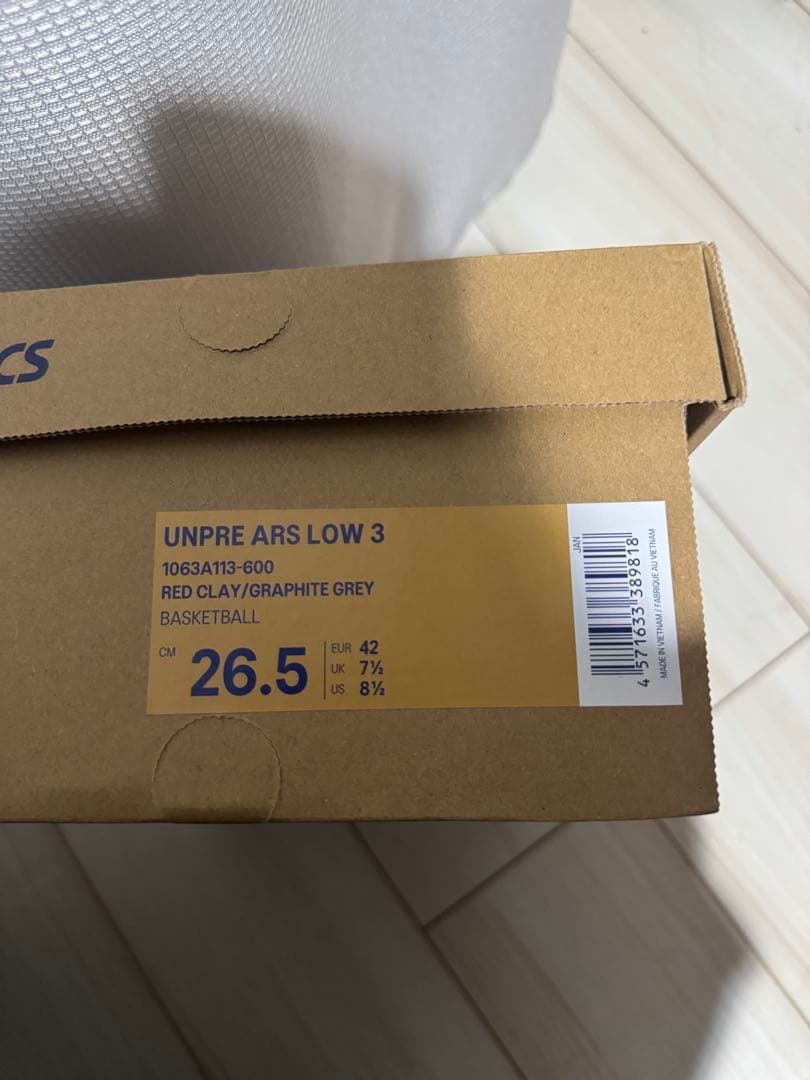 CS
UNPRE ARS LOW 3
1063A113-600
RED CLAY/GRAPHITE GREY
BASKETBALL
CM 26.5
EUR 42
UK 7½
US 8½
JAN
4 571633 389818
MADE IN VIETNAM / FABRIQUE AU VIETNAM